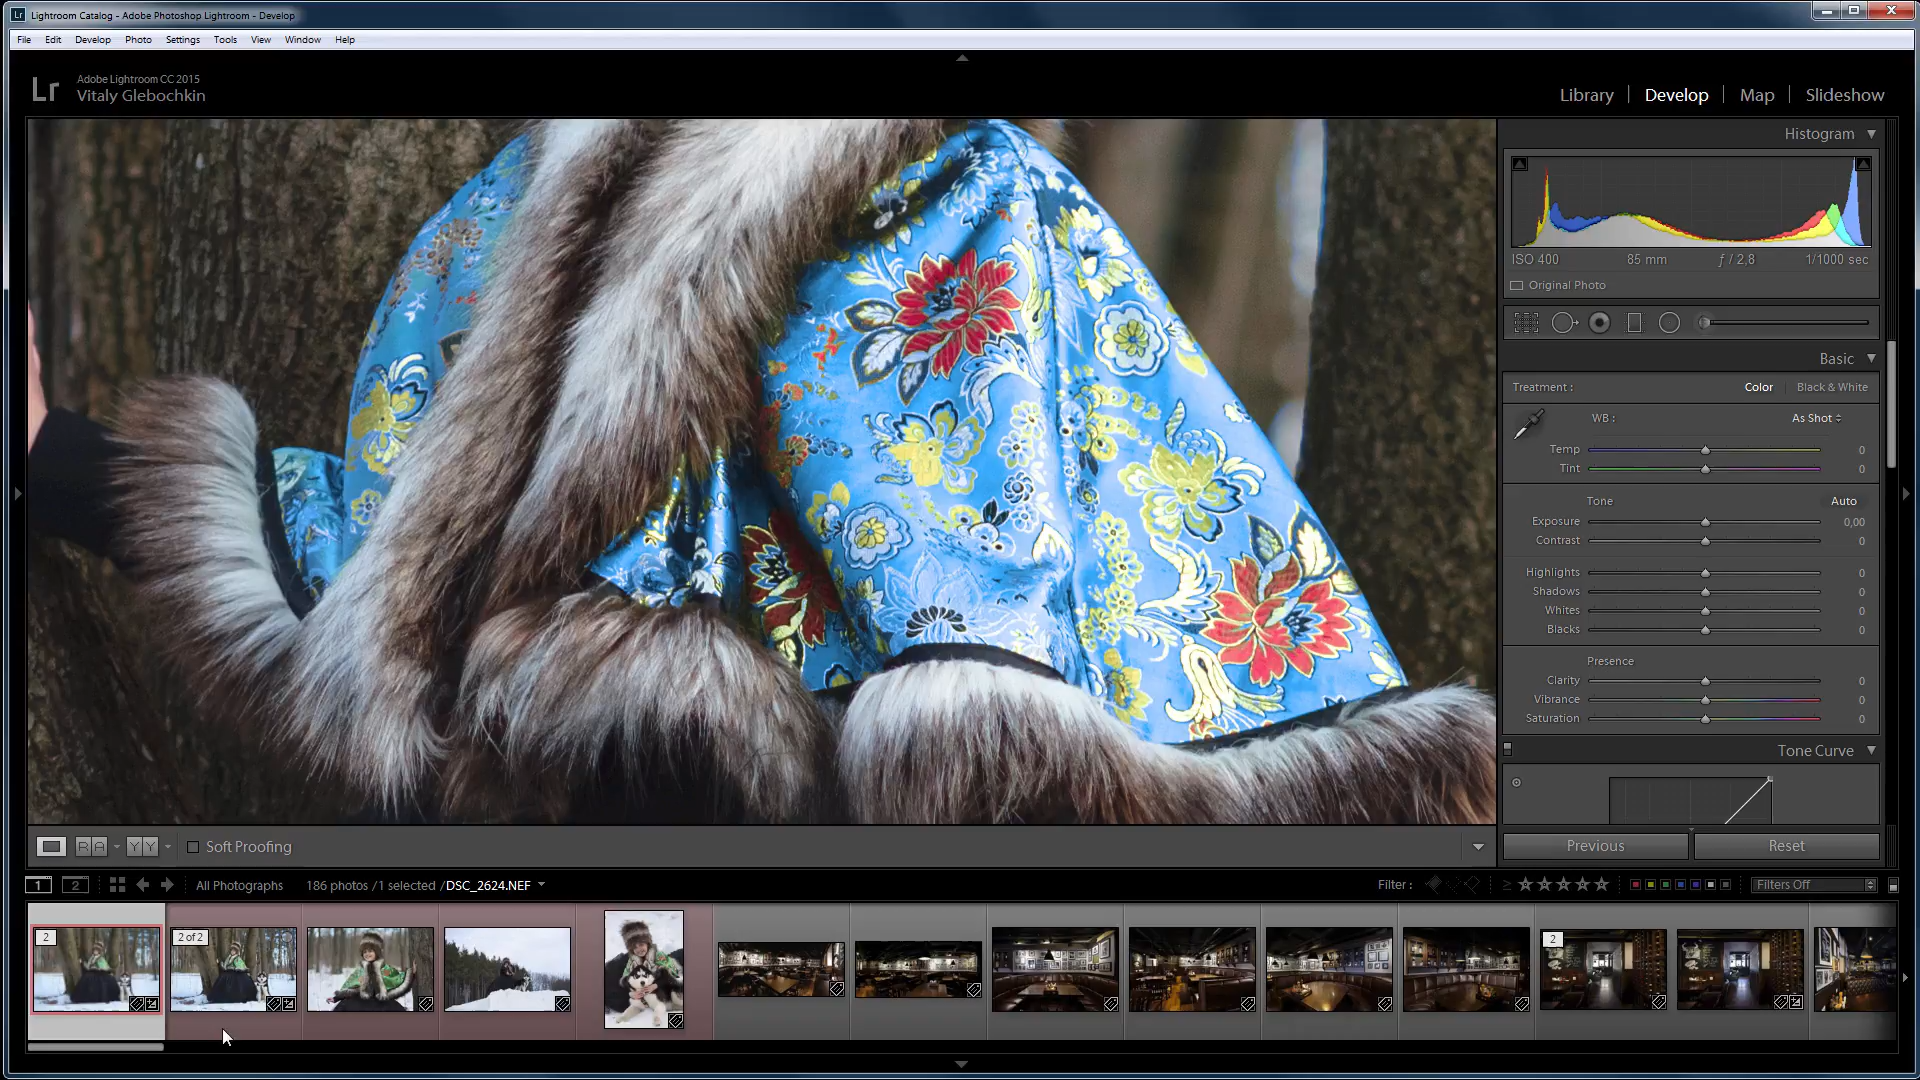 Lr Lightroom Catalog - Adobe Photoshop Lightroom - Develop
File Edit Develop Photo Settings Tools View Window Help
Lr
Adobe Lightroom CC 2015
Vitaly Glebochkin
Library | Develop | Map | Slideshow
Histogram
ISO 400 85 mm ƒ / 2,8 1/1000 sec
Original Photo
Basic
Treatment : Color Black & White
WB : As Shot
Temp 0
Tint 0
Tone Auto
Exposure 0,00
Contrast 0
Highlights 0
Shadows 0
Whites 0
Blacks 0
Presence
Clarity 0
Vibrance 0
Saturation 0
Tone Curve
R A Y Y Soft Proofing
Previous Reset
1 2 All Photographs 186 photos /1 selected /DSC_2624.NEF
Filter : ≥ Filters Off
2 2 of 2 2